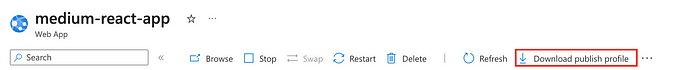 medium-react-app
Web App
Search
Browse Stop Swap Restart Delete Refresh Download publish profile